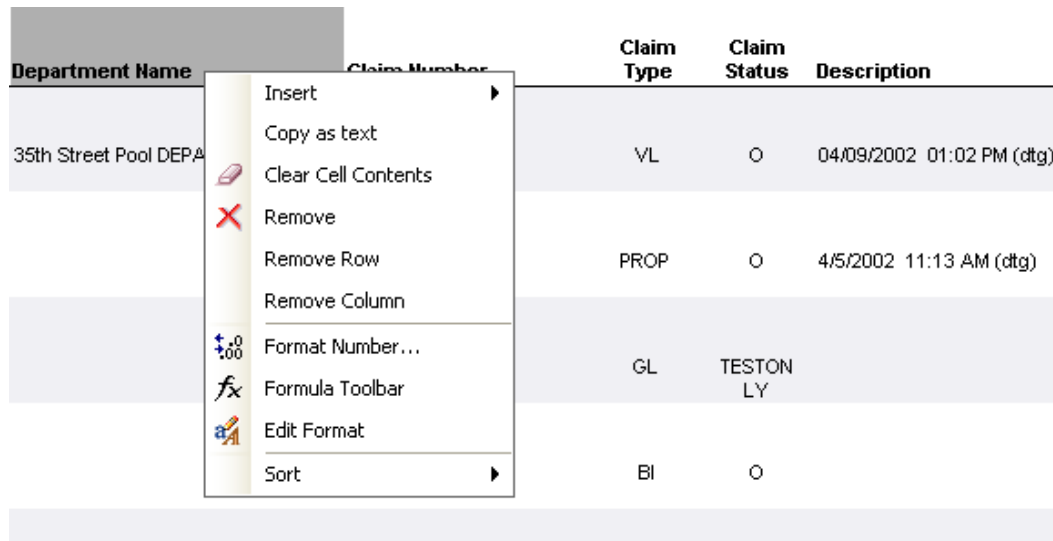 Department Name Claim Number Claim Type Claim Status Description
Insert
Copy as text
35th Street Pool DEPA VL O 04/09/2002 01:02 PM (dtg)
Clear Cell Contents
Remove
Remove Row PROP O 4/5/2002 11:13 AM (dtg)
Remove Column
Format Number...
GL TESTON
LY
Formula Toolbar
Edit Format
Sort BI O